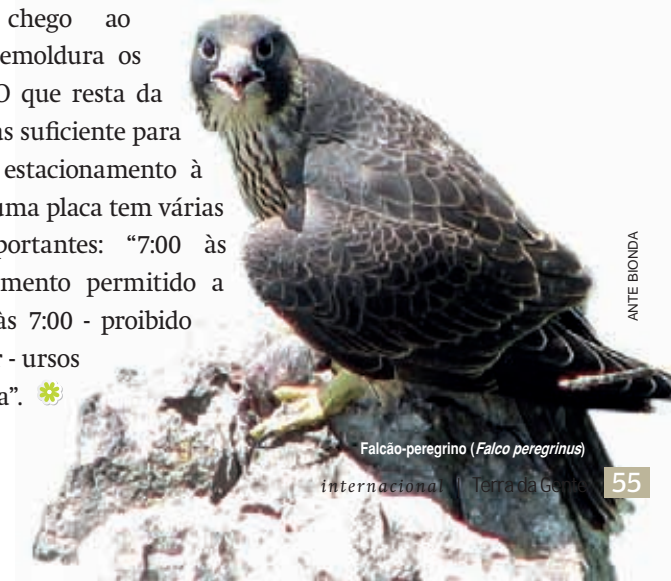 chego ao
emoldura os
O que resta da
as suficiente para
estacionamento à
uma placa tem várias
portantes: “7:00 às
mento permitido a
às 7:00 - proibido
- ursos
a”.
ANTE BIONDA
Falcão-peregrino (Falco peregrinus)
internacional | Terra da Gente 55